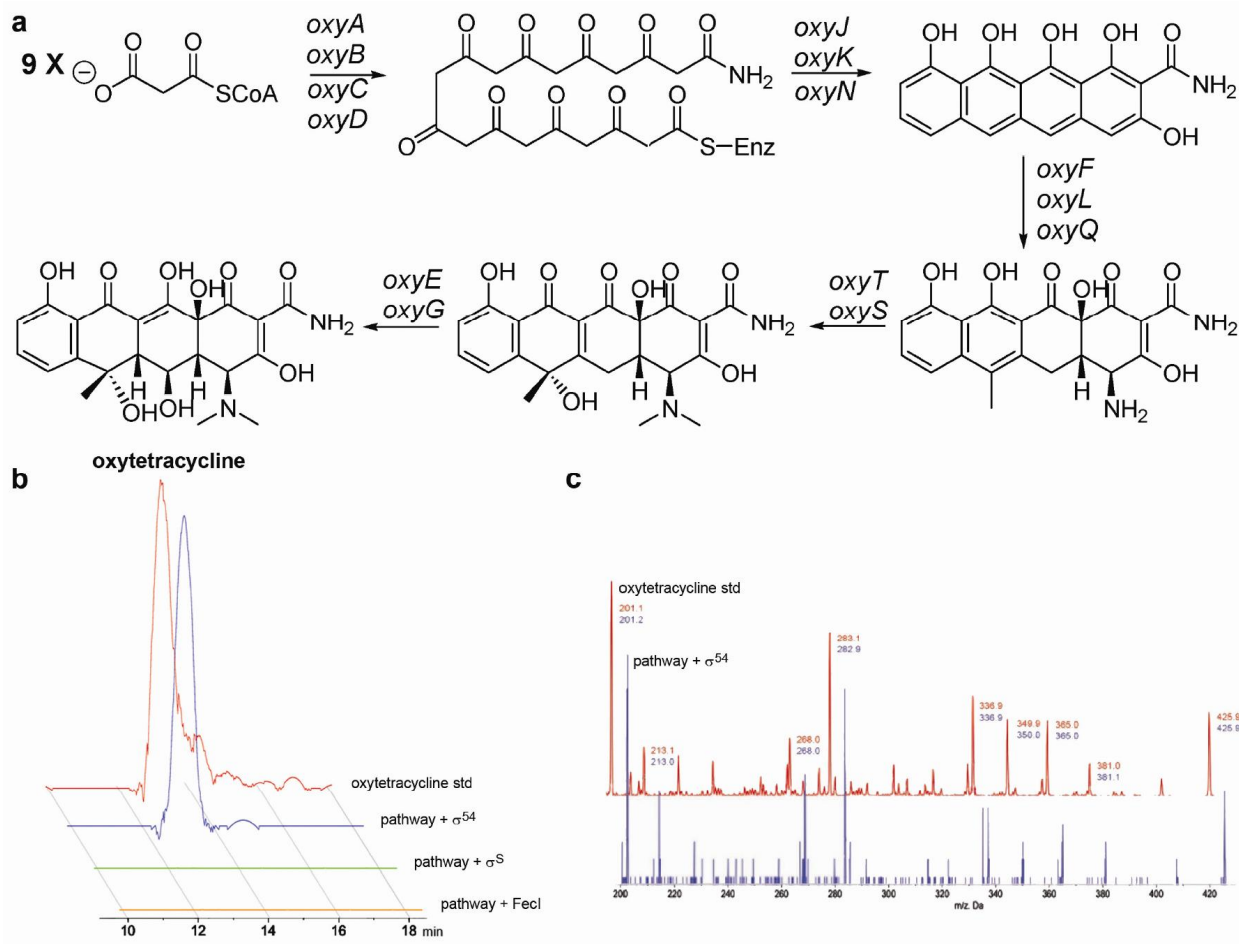 a
9 X
⊖
O
O
O
SCoA
oxyA
oxyB
oxyC
oxyD
O
O
O
O
O
NH2
O
O
O
O
O
S
Enz
oxyJ
oxyK
oxyN
OH
OH
OH
OH
O
NH2
OH
oxyF
oxyL
oxyQ
OH
O
OH
OH
O
O
NH2
OH
H
H
OH
OH
N
oxyE
oxyG
OH
O
O
OH
O
O
NH2
OH
H
OH
N
oxyT
oxyS
OH
OH
O
OH
O
O
NH2
OH
H
NH2
b
oxytetracycline
oxytetracycline std
pathway + σ54
pathway + σS
pathway + FecI
10 12 14 16 18 min
c
oxytetracycline std
201.1
201.2
pathway + σ54
213.1
213.0
268.0
268.0
283.1
282.9
336.9
336.9
349.9
350.0
365.0
365.0
381.0
381.1
425.9
425.9
200 220 240 260 280 300 320 340 360 380 400 420
m/z, Da